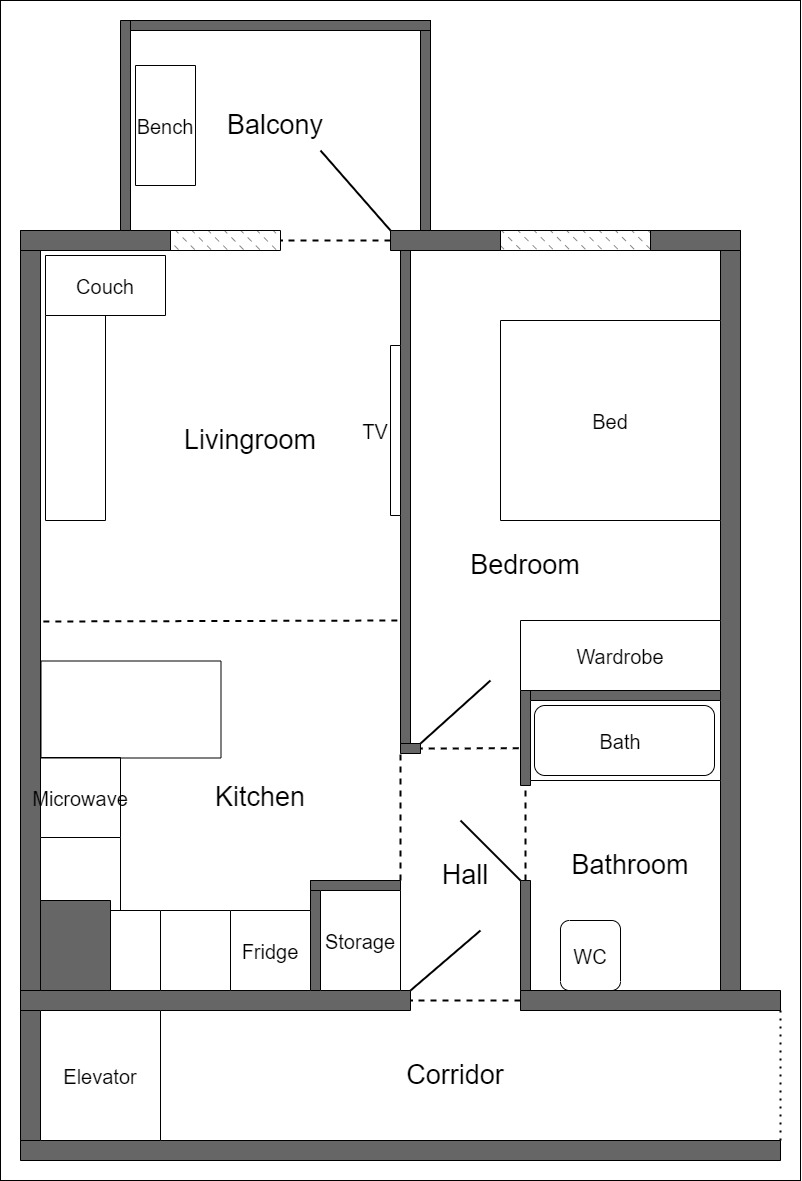 Bench
Balcony
Couch
Livingroom
TV
Bed
Bedroom
Wardrobe
Bath
Microwave
Kitchen
Hall
Bathroom
Fridge
Storage
WC
Elevator
Corridor